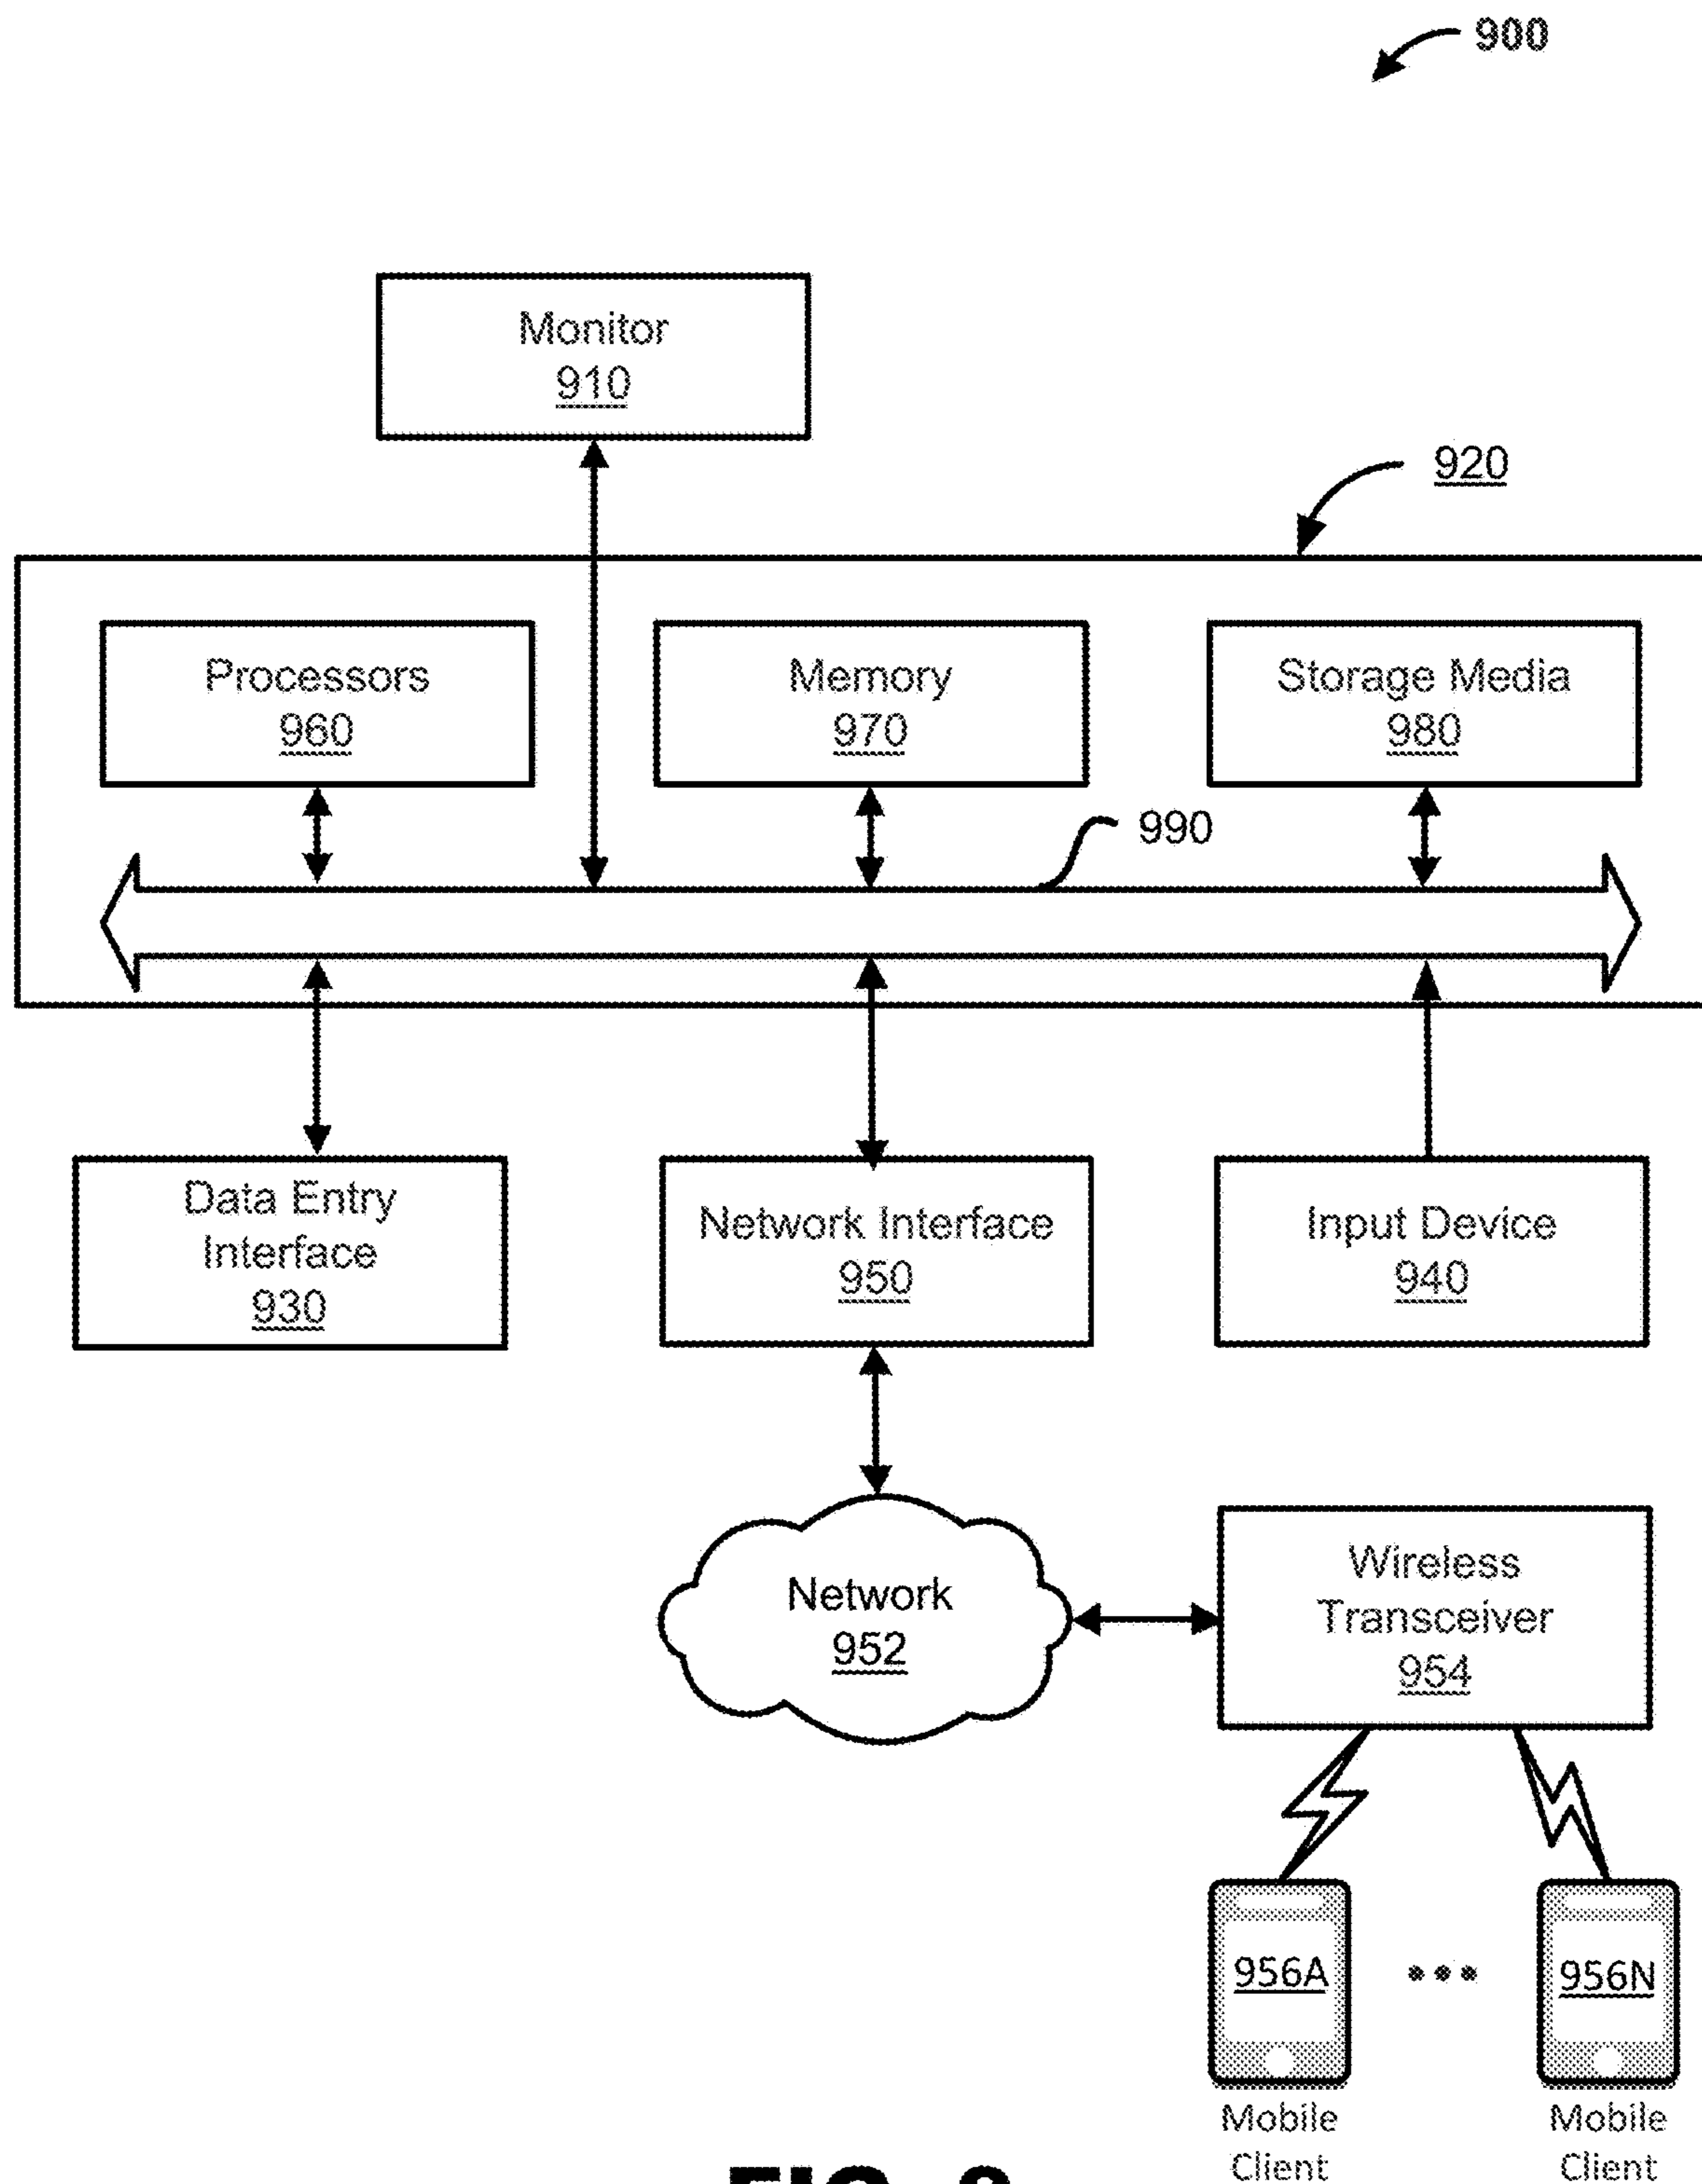 900
Monitor
910
920
Processors
960
Memory
970
Storage Media
980
990
Data Entry
Interface
930
Network Interface
950
Input Device
940
Network
952
Wireless
Transceiver
954
956A
956N
Mobile
Client
Mobile
Client